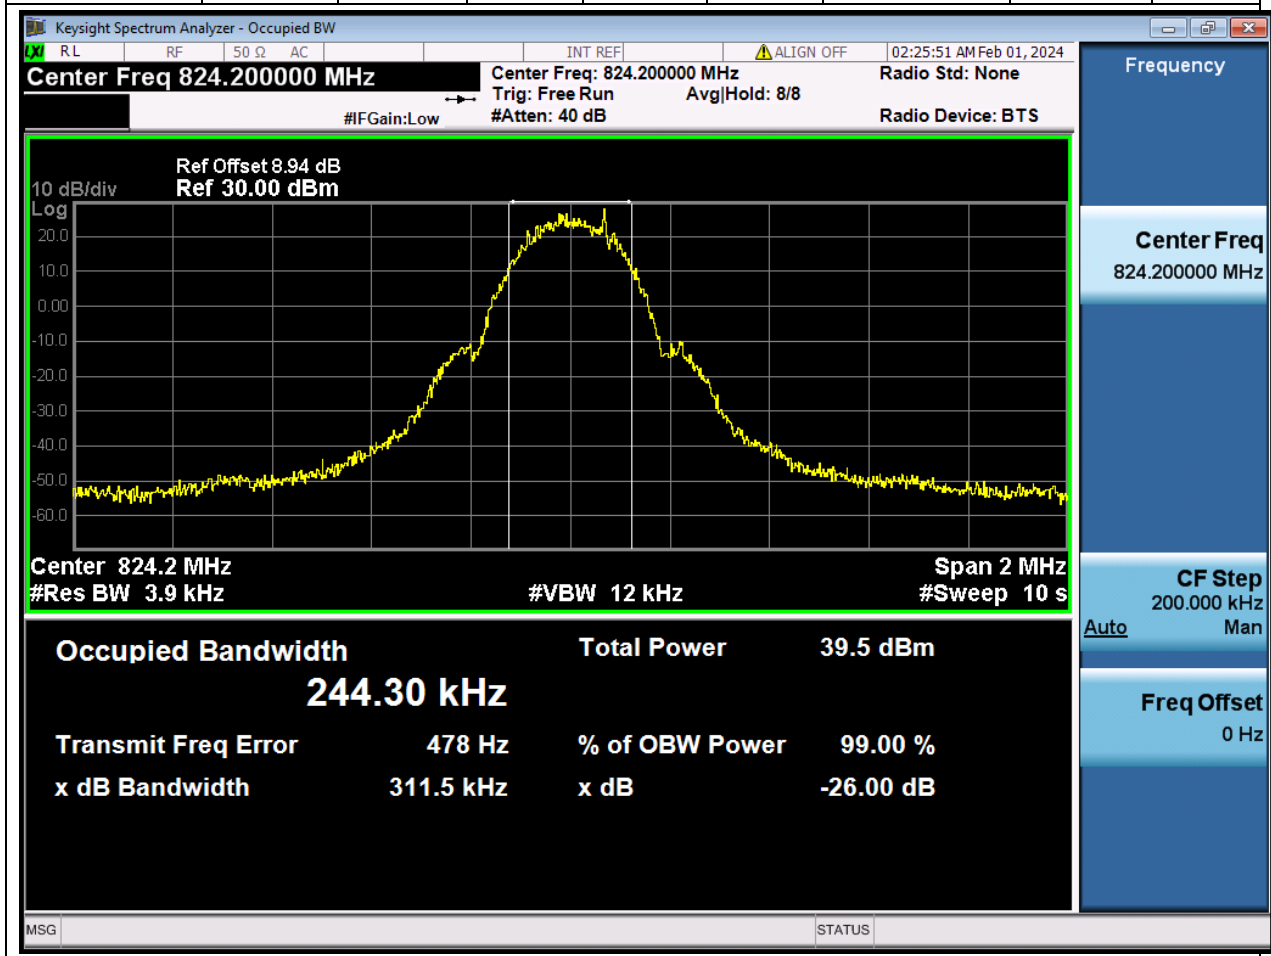 Keysight Spectrum Analyzer - Occupied BW
LXI RL RF 50 Ω AC INT REF ALIGN OFF 02:25:51 AM Feb 01, 2024
Center Freq 824.200000 MHz
Center Freq: 824.200000 MHz
Radio Std: None
Trig: Free Run Avg|Hold: 8/8
#IFGain:Low
#Atten: 40 dB
Radio Device: BTS
Ref Offset 8.94 dB
10 dB/div Ref 30.00 dBm
Log
20.0
10.0
0.00
-10.0
-20.0
-30.0
-40.0
-50.0
-60.0
Center 824.2 MHz Span 2 MHz
#Res BW 3.9 kHz #VBW 12 kHz #Sweep 10 s
Occupied Bandwidth Total Power 39.5 dBm
244.30 kHz
Transmit Freq Error 478 Hz % of OBW Power 99.00 %
x dB Bandwidth 311.5 kHz x dB -26.00 dB
MSG STATUS
Frequency
Center Freq
824.200000 MHz
CF Step
200.000 kHz
Auto Man
Freq Offset
0 Hz